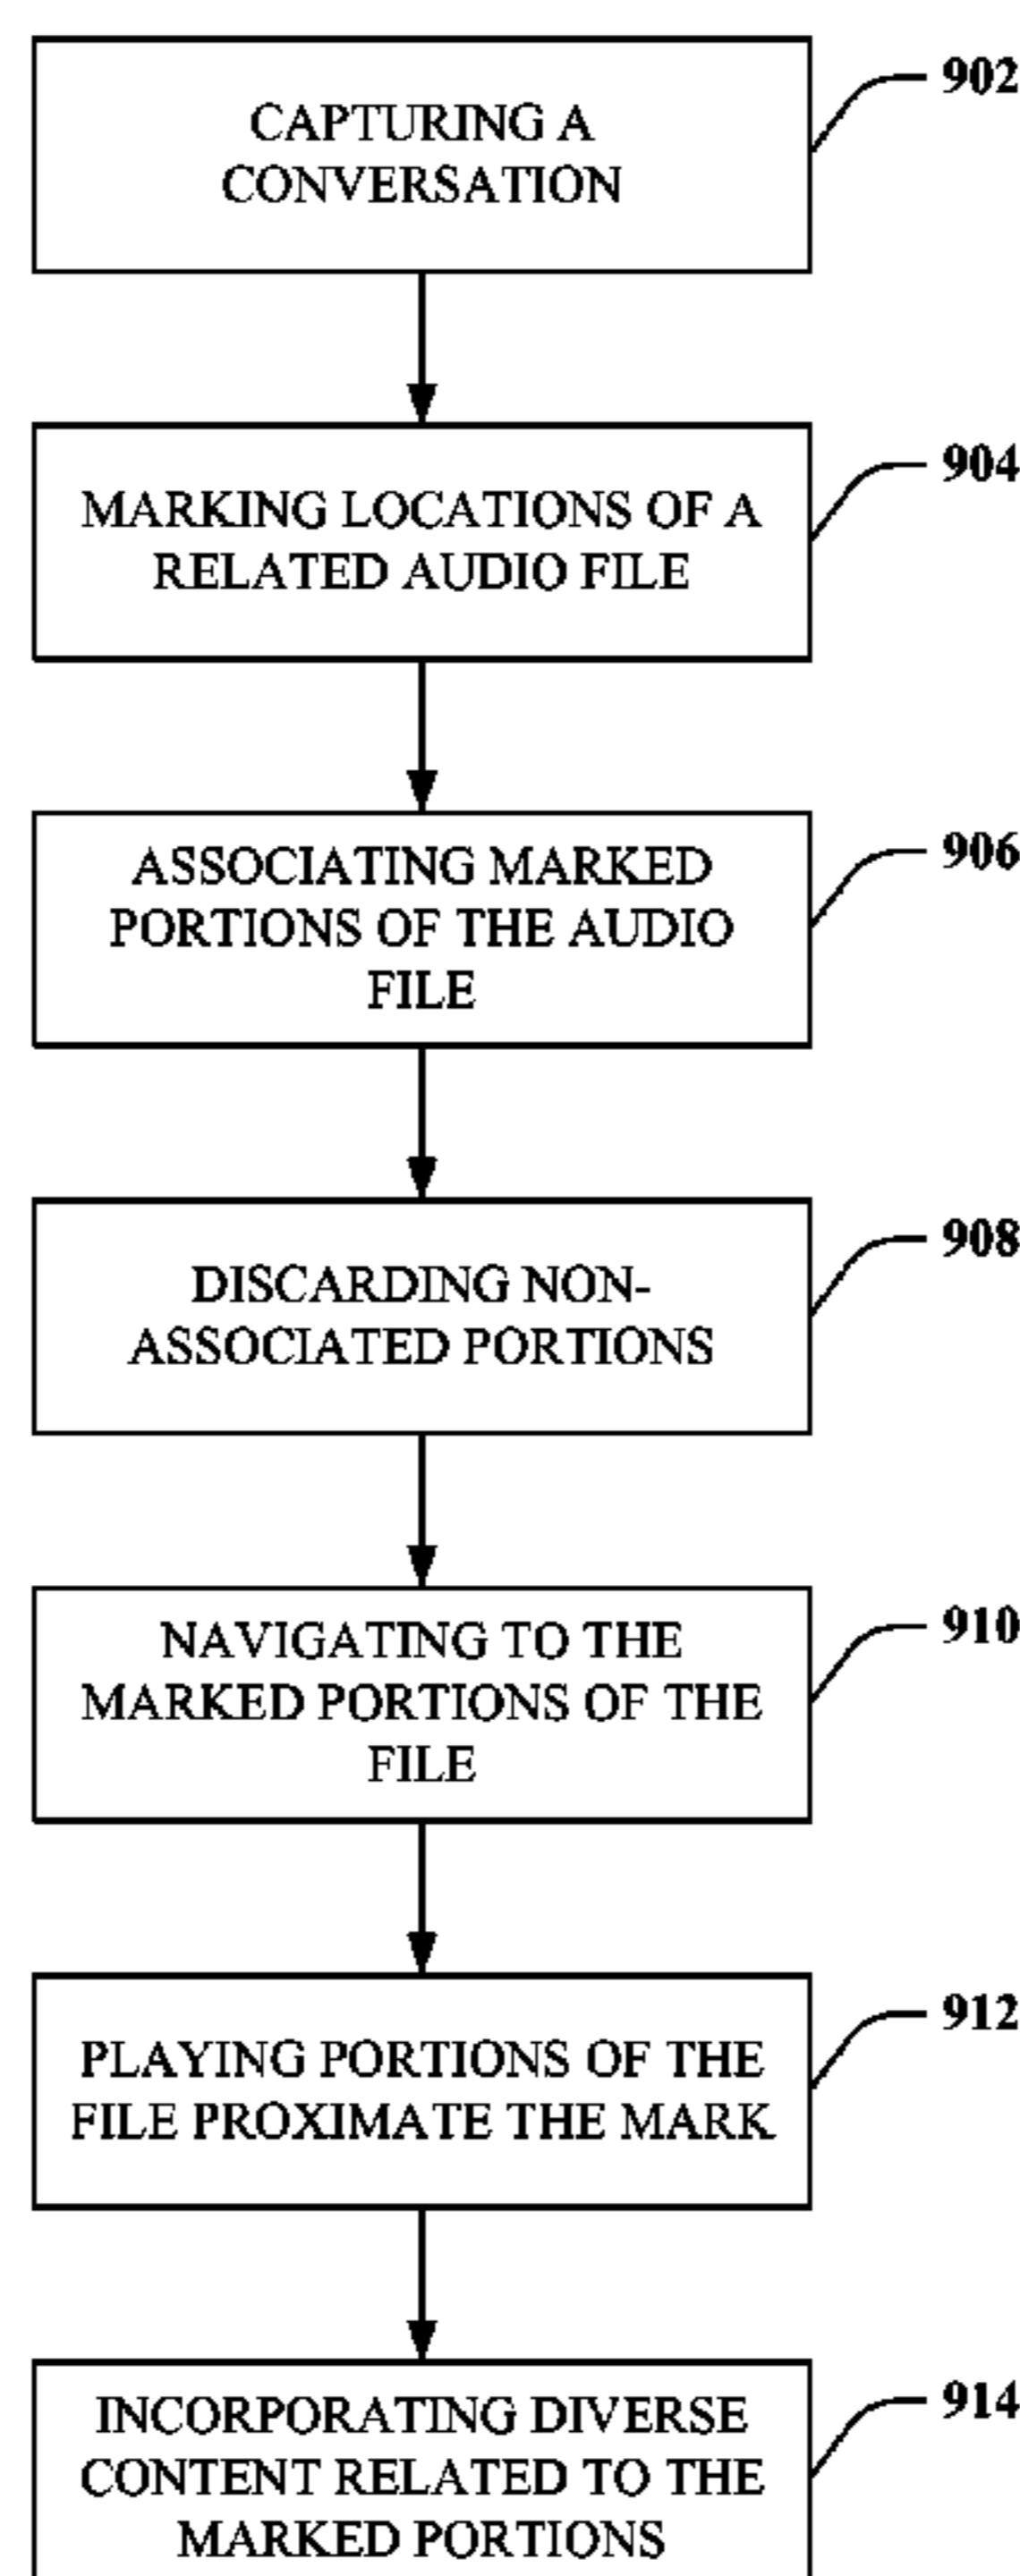 CAPTURING A
CONVERSATION
902
MARKING LOCATIONS OF A
RELATED AUDIO FILE
904
ASSOCIATING MARKED
PORTIONS OF THE AUDIO
FILE
906
DISCARDING NON-
ASSOCIATED PORTIONS
908
NAVIGATING TO THE
MARKED PORTIONS OF THE
FILE
910
PLAYING PORTIONS OF THE
FILE PROXIMATE THE MARK
912
INCORPORATING DIVERSE
CONTENT RELATED TO THE
MARKED PORTIONS
914